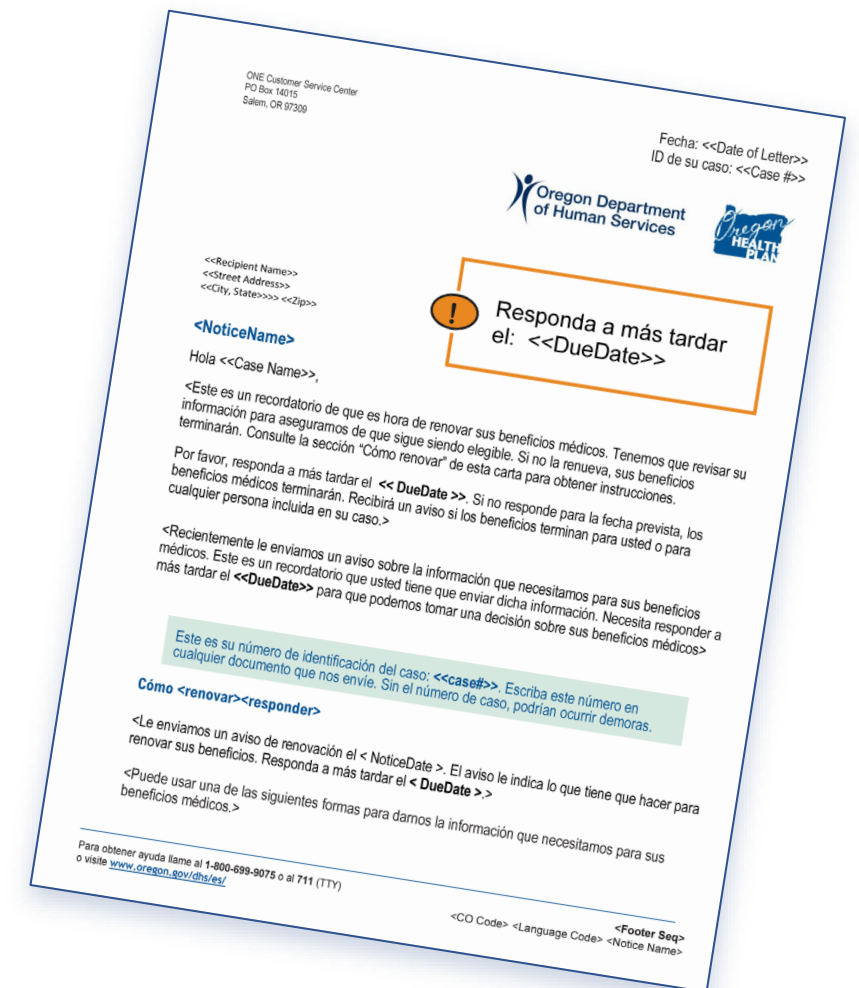 ONE Customer Service Center
PO Box 14015
Salem, OR 97309
Fecha: <<Date of Letter>>
ID de su caso: <<Case #>>
Oregon Department
of Human Services
Oregon
HEALTH
PLAN
<<Recipient Name>>
<<Street Address>>
<<City, State>>>> <<Zip>>
!
Responda a más tardar
el: <<DueDate>>
<NoticeName>
Hola <<Case Name>>,
<Este es un recordatorio de que es hora de renovar sus beneficios médicos. Tenemos que revisar su
información para asegurarnos de que sigue siendo elegible. Si no la renueva, sus beneficios
terminarán. Consulte la sección “Cómo renovar” de esta carta para obtener instrucciones.
Por favor, responda a más tardar el << DueDate >>. Si no responde para la fecha prevista, los
beneficios médicos terminarán. Recibirá un aviso si los beneficios terminan para usted o para
cualquier persona incluida en su caso.>
<Recientemente le enviamos un aviso sobre la información que necesitamos para sus beneficios
médicos. Este es un recordatorio que usted tiene que enviar dicha información. Necesita responder a
más tardar el <<DueDate>> para que podemos tomar una decisión sobre sus beneficios médicos>
Este es su número de identificación del caso: <<case#>>. Escriba este número en
cualquier documento que nos envíe. Sin el número de caso, podrían ocurrir demoras.
Cómo <renovar><responder>
<Le enviamos un aviso de renovación el < NoticeDate >. El aviso le indica lo que tiene que hacer para
renovar sus beneficios. Responda a más tardar el < DueDate >.>
<Puede usar una de las siguientes formas para darnos la información que necesitamos para sus
beneficios médicos.>
Para obtener ayuda llame al 1-800-699-9075 o al 711 (TTY)
o visite www.oregon.gov/dhs/es/
<Footer Seq>
<CO Code> <Language Code> <Notice Name>